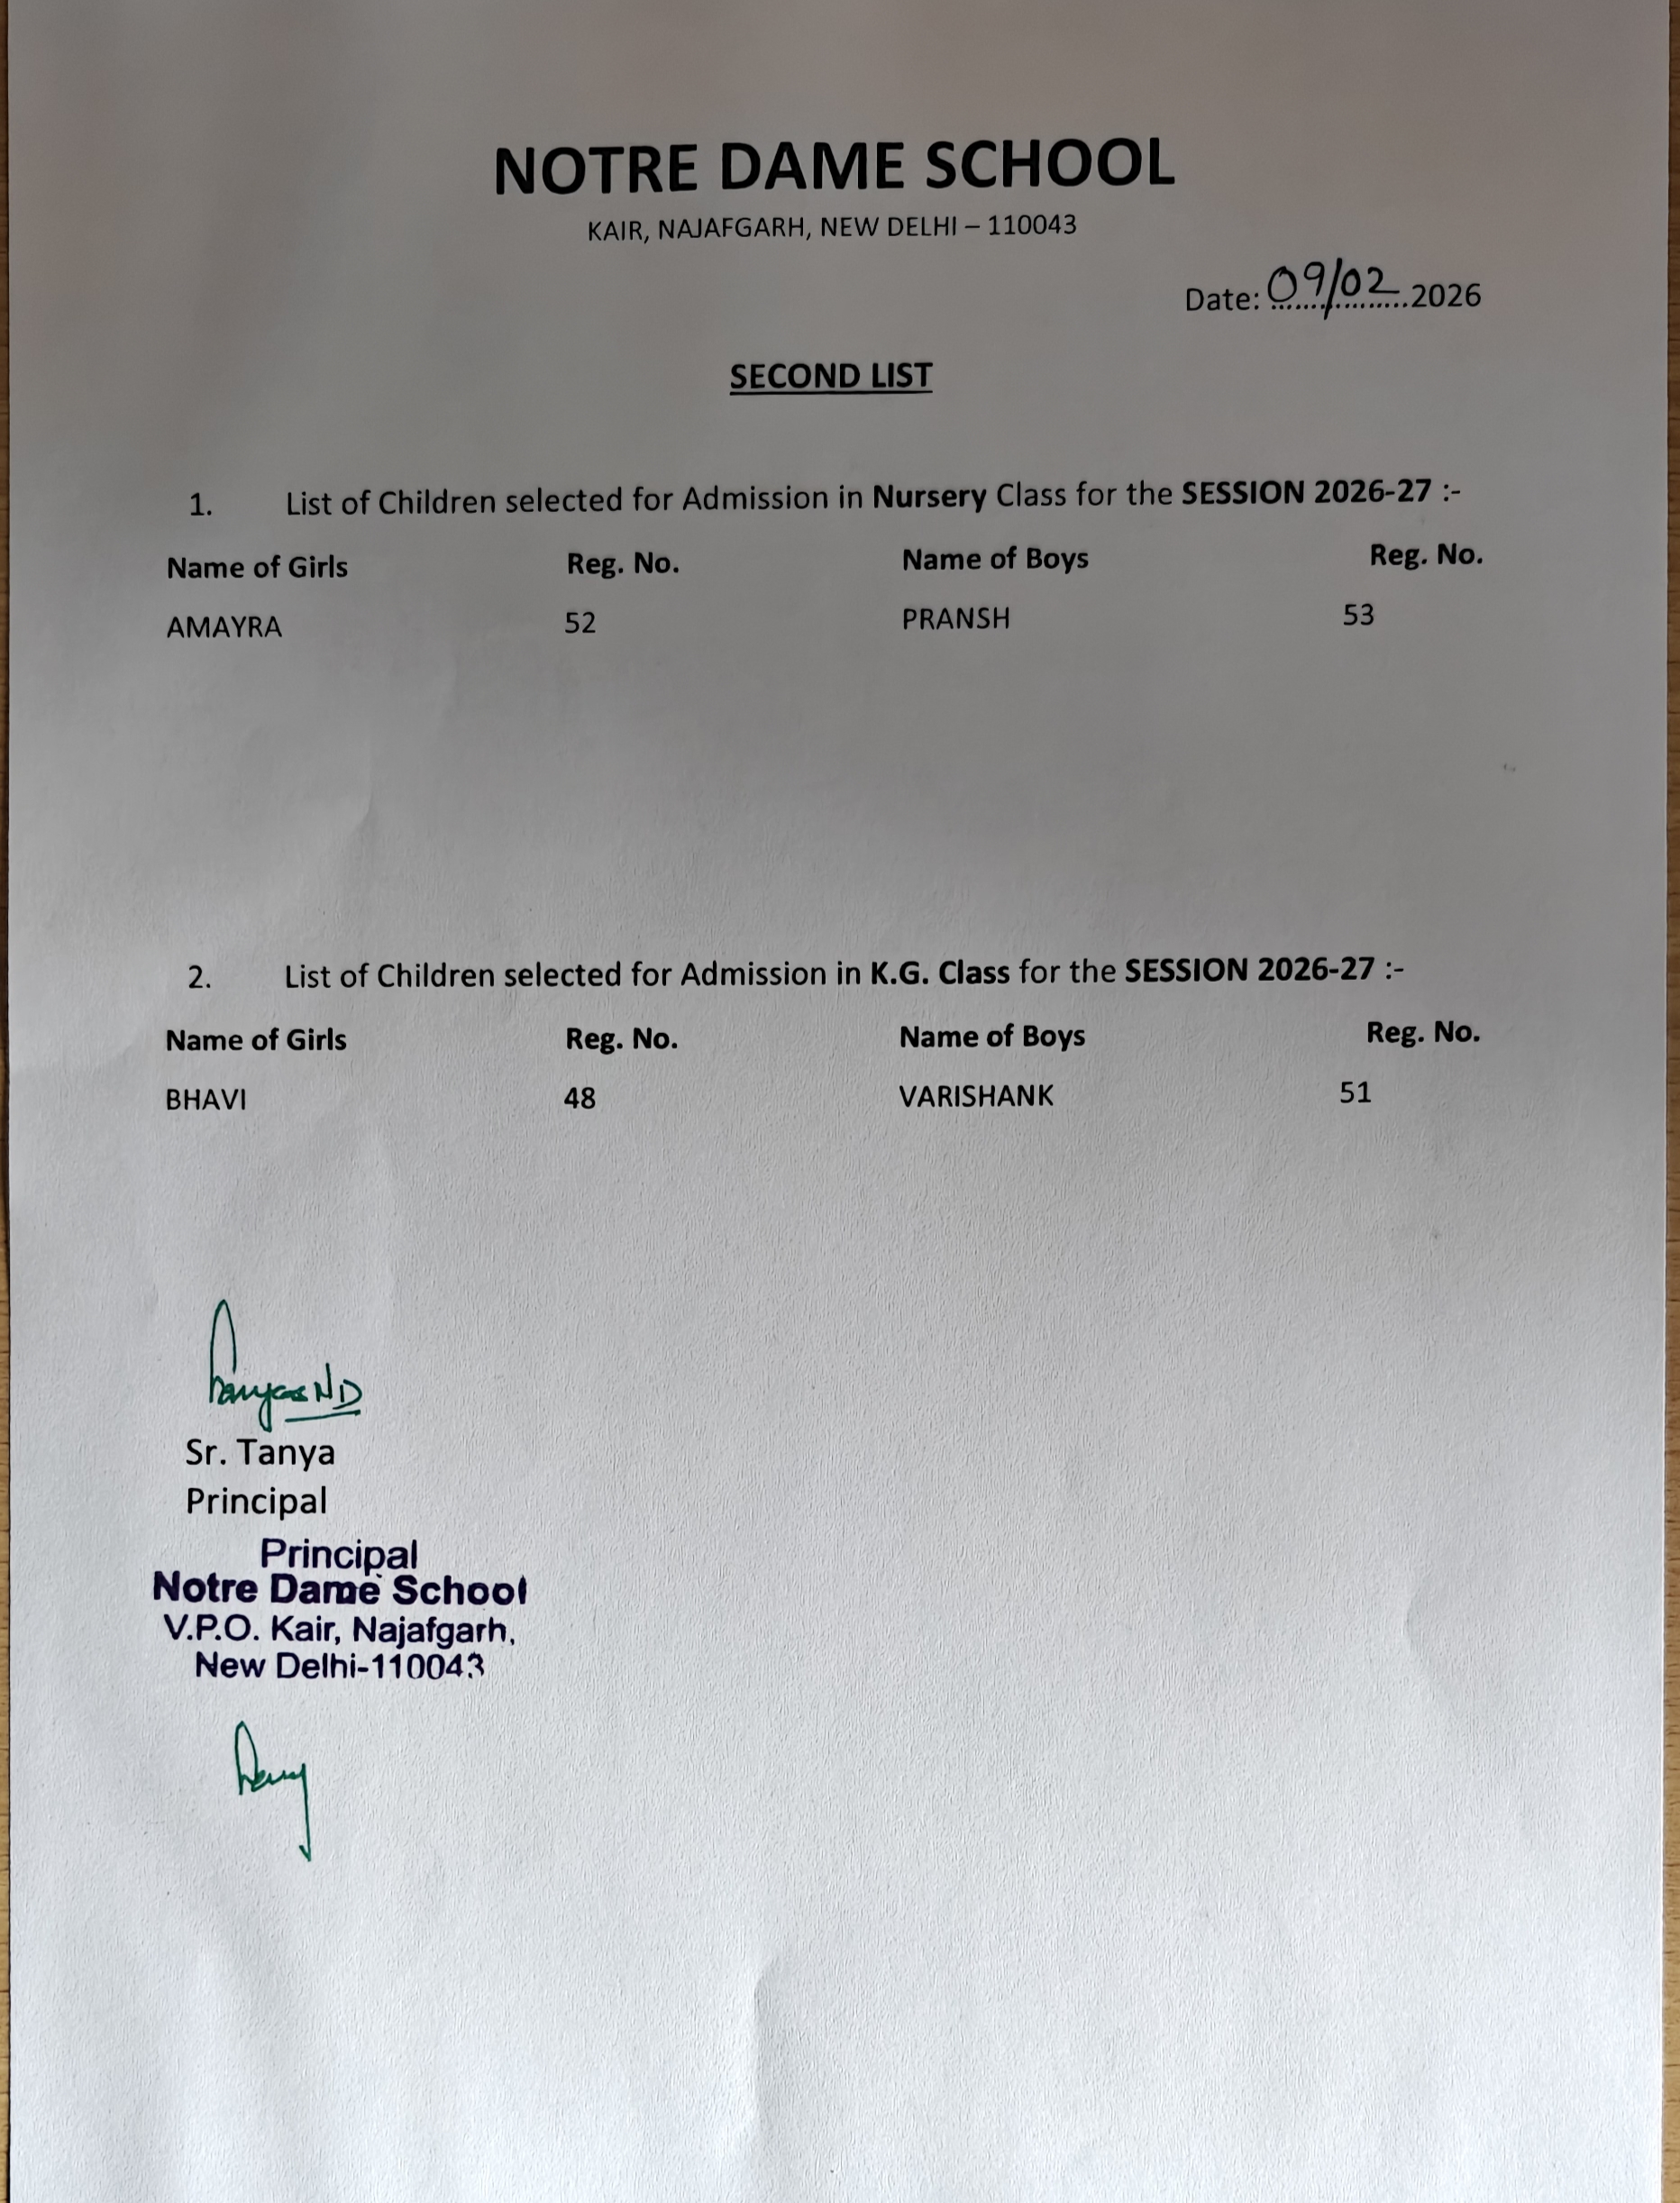 NOTRE DAME SCHOOL
KAIR, NAJAFGARH, NEW DELHI – 110043
Date: 09/02 2026
SECOND LIST
1. List of Children selected for Admission in Nursery Class for the SESSION 2026-27 :-
Name of Girls Reg. No. Name of Boys Reg. No.
AMAYRA 52 PRANSH 53
2. List of Children selected for Admission in K.G. Class for the SESSION 2026-27 :-
Name of Girls Reg. No. Name of Boys Reg. No.
BHAVI 48 VARISHANK 51
Sr. Tanya
Principal
Principal
Notre Dame School
V.P.O. Kair, Najafgarh,
New Delhi-110043